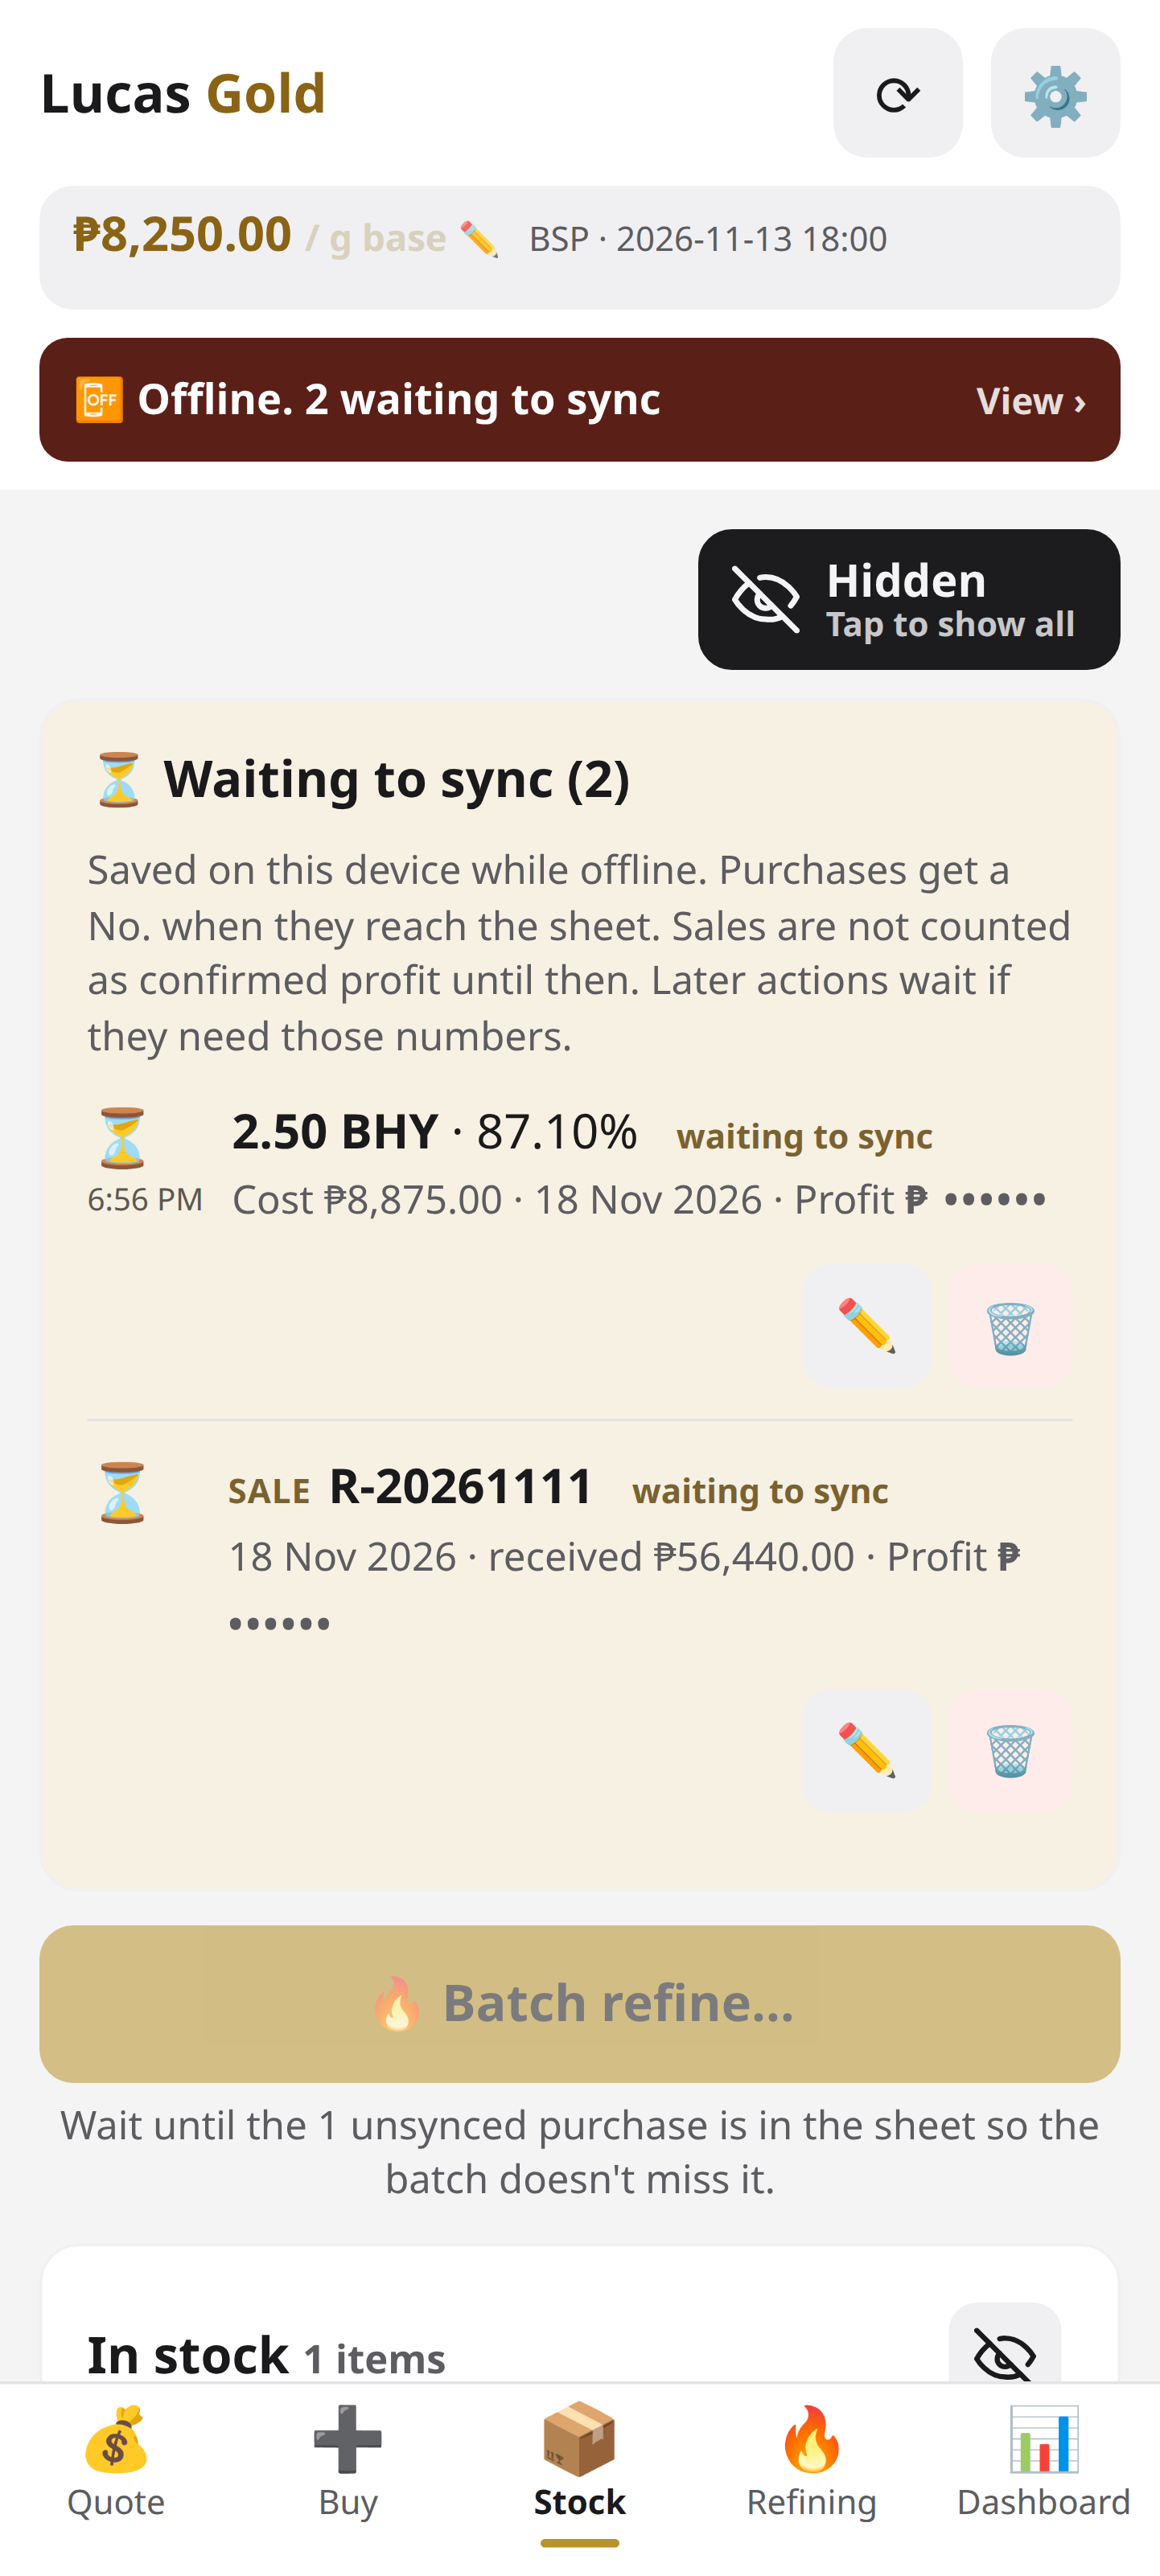 Lucas Gold
₱8,250.00 / g base ✏️ BSP · 2026-11-13 18:00
📴 Offline. 2 waiting to sync View ›
Hidden
Tap to show all
⏳ Waiting to sync (2)
Saved on this device while offline. Purchases get a
No. when they reach the sheet. Sales are not counted
as confirmed profit until then. Later actions wait if
they need those numbers.
⏳ 2.50 BHY · 87.10% waiting to sync
6:56 PM Cost ₱8,875.00 · 18 Nov 2026 · Profit ₱ ••••••
⏳ SALE R-20261111 waiting to sync
18 Nov 2026 · received ₱56,440.00 · Profit ₱
••••••
🔥 Batch refine...
Wait until the 1 unsynced purchase is in the sheet so the
batch doesn't miss it.
In stock 1 items
Quote Buy Stock Refining Dashboard